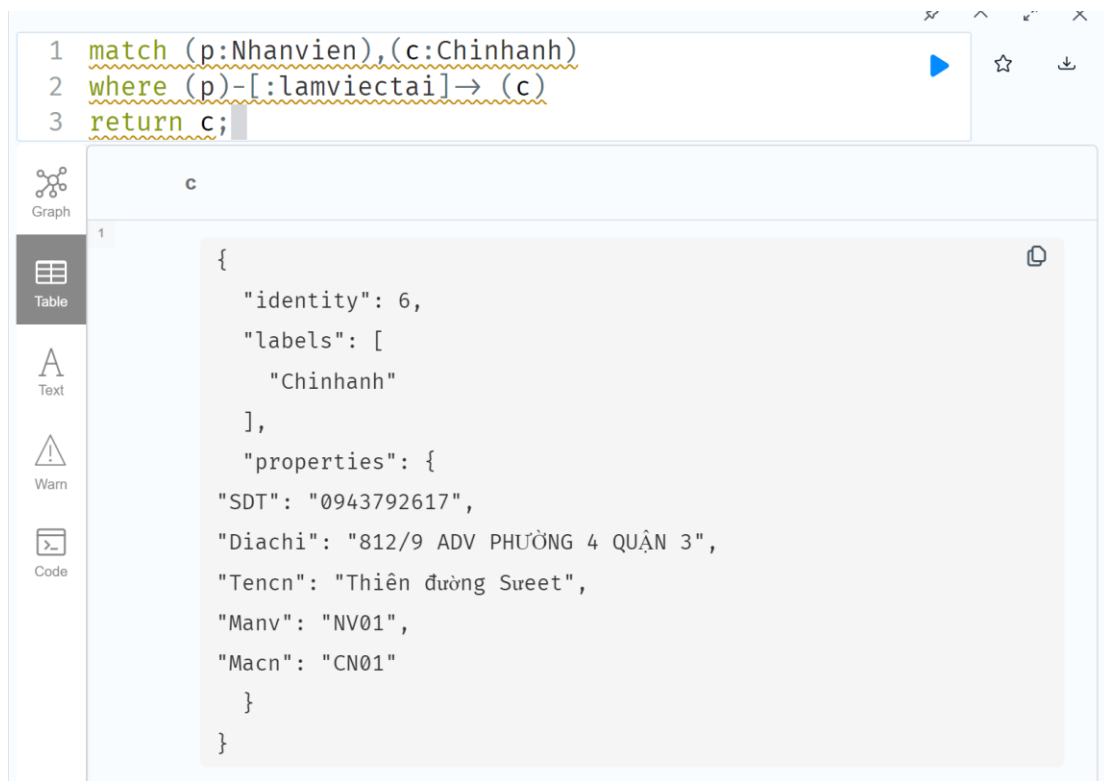 1 match (p:Nhanvien),(c:Chinhanh)
2 where (p)-[:lamviectai]→ (c)
3 return c;
Graph
Table
Text
Warn
Code
c
1
{
"identity": 6,
"labels": [
"Chinhanh"
],
"properties": {
"SDT": "0943792617",
"Diachi": "812/9 ADV PHƯỜNG 4 QUẬN 3",
"Tencn": "Thiên đường Sưeet",
"Manv": "NV01",
"Macn": "CN01"
}
}